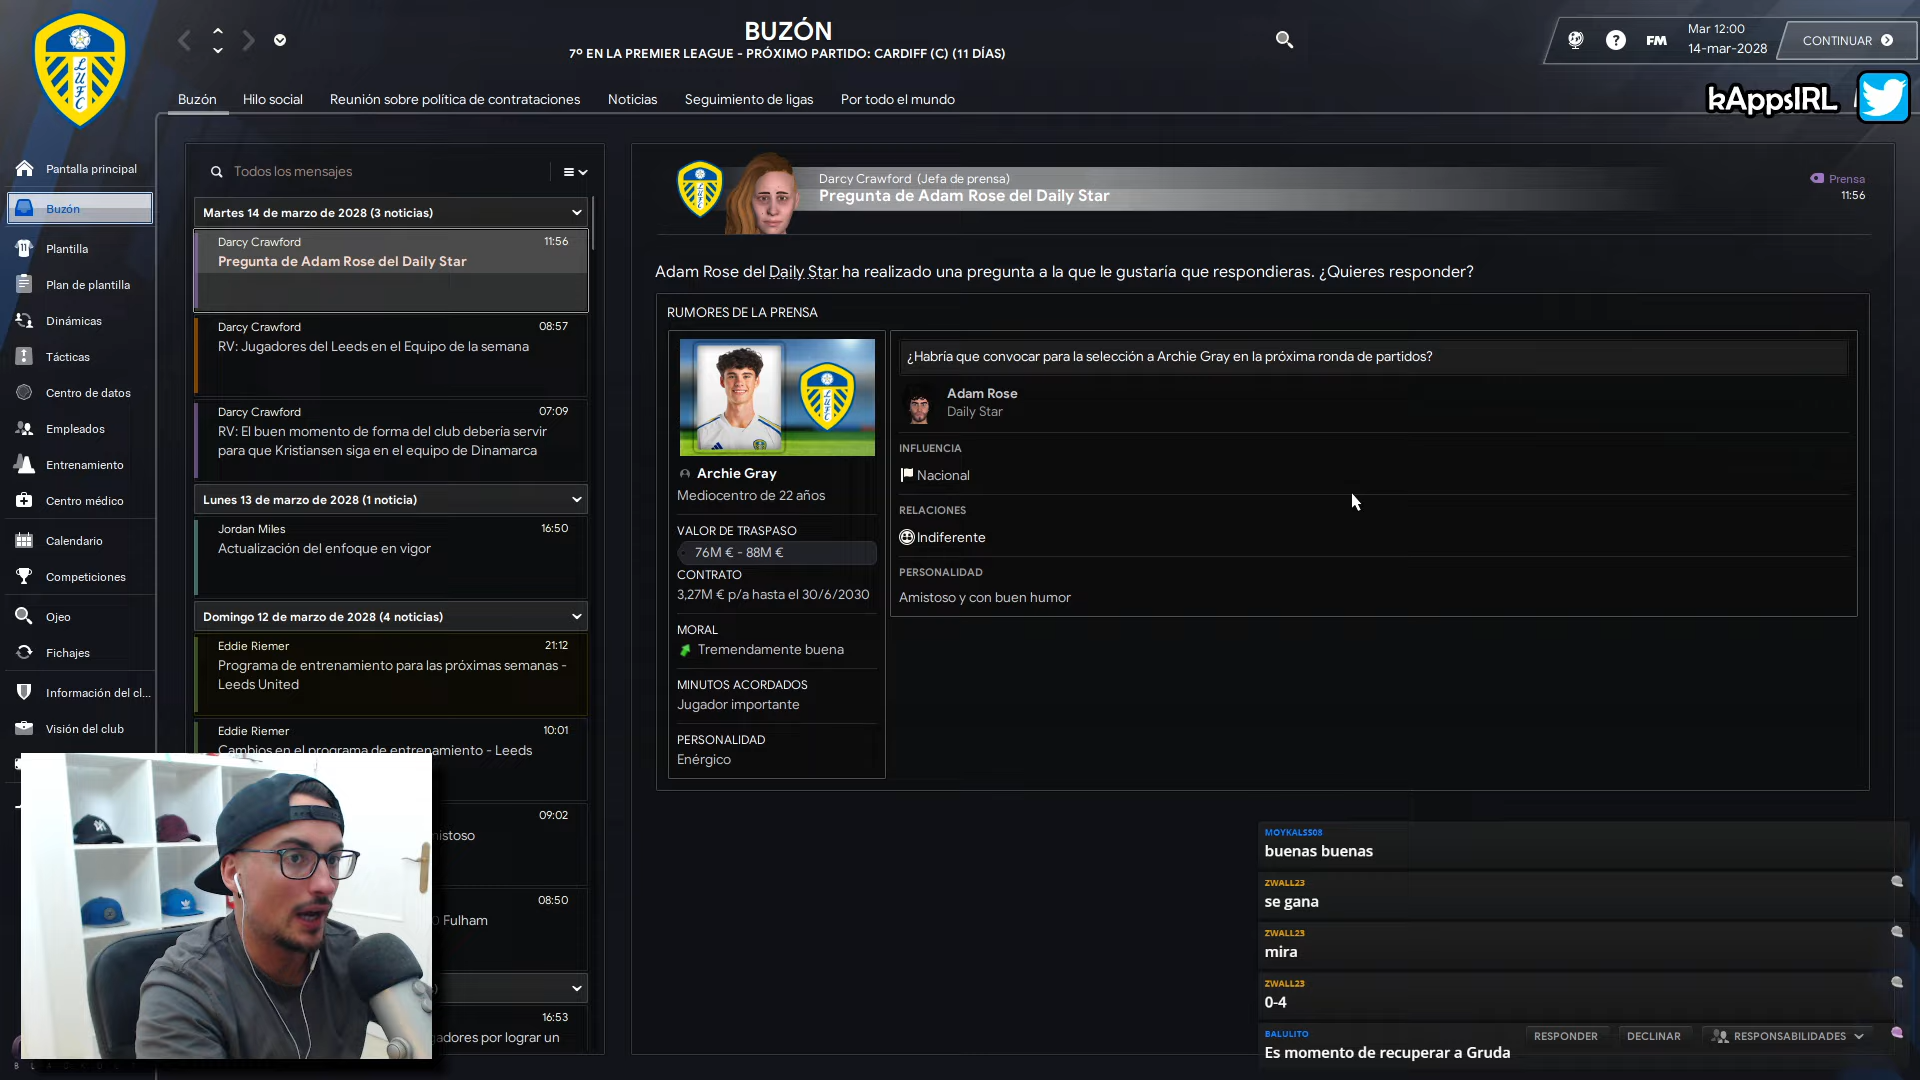 BUZÓN
7º EN LA PREMIER LEAGUE - PRÓXIMO PARTIDO: CARDIFF (C) (11 DÍAS)
FM
Mar 12:00
14-mar-2028
CONTINUAR
LUFC
Buzón
Hilo social
Reunión sobre política de contrataciones
Noticias
Seguimiento de ligas
Por todo el mundo
kAppsIRL
Pantalla principal
Buzón
Plantilla
Plan de plantilla
Dinámicas
Tácticas
Centro de datos
Empleados
Entrenamiento
Centro médico
Calendario
Competiciones
Ojeo
Fichajes
Información del cl...
Visión del club
Todos los mensajes
Martes 14 de marzo de 2028 (3 noticias)
Darcy Crawford
11:56
Pregunta de Adam Rose del Daily Star
Darcy Crawford
08:57
RV: Jugadores del Leeds en el Equipo de la semana
Darcy Crawford
07:09
RV: El buen momento de forma del club debería servir
para que Kristiansen siga en el equipo de Dinamarca
Lunes 13 de marzo de 2028 (1 noticia)
Jordan Miles
16:50
Actualización del enfoque en vigor
Domingo 12 de marzo de 2028 (4 noticias)
Eddie Riemer
21:12
Programa de entrenamiento para las próximas semanas -
Leeds United
Eddie Riemer
10:01
Cambios en el programa de entrenamiento - Leeds
09:02
istoso
08:50
Fulham
16:53
adores por lograr un
Darcy Crawford (Jefa de prensa)
Pregunta de Adam Rose del Daily Star
Prensa
11:56
Adam Rose del Daily Star ha realizado una pregunta a la que le gustaría que respondieras. ¿Quieres responder?
RUMORES DE LA PRENSA
Archie Gray
Mediocentro de 22 años
VALOR DE TRASPASO
76M € - 88M €
CONTRATO
3,27M € p/a hasta el 30/6/2030
MORAL
Tremendamente buena
MINUTOS ACORDADOS
Jugador importante
PERSONALIDAD
Enérgico
¿Habría que convocar para la selección a Archie Gray en la próxima ronda de partidos?
Adam Rose
Daily Star
INFLUENCIA
Nacional
RELACIONES
Indiferente
PERSONALIDAD
Amistoso y con buen humor
MOYKALSS08
buenas buenas
ZWALL23
se gana
ZWALL23
mira
ZWALL23
0-4
BALULITO
Es momento de recuperar a Gruda
RESPONDER
DECLINAR
RESPONSABILIDADES